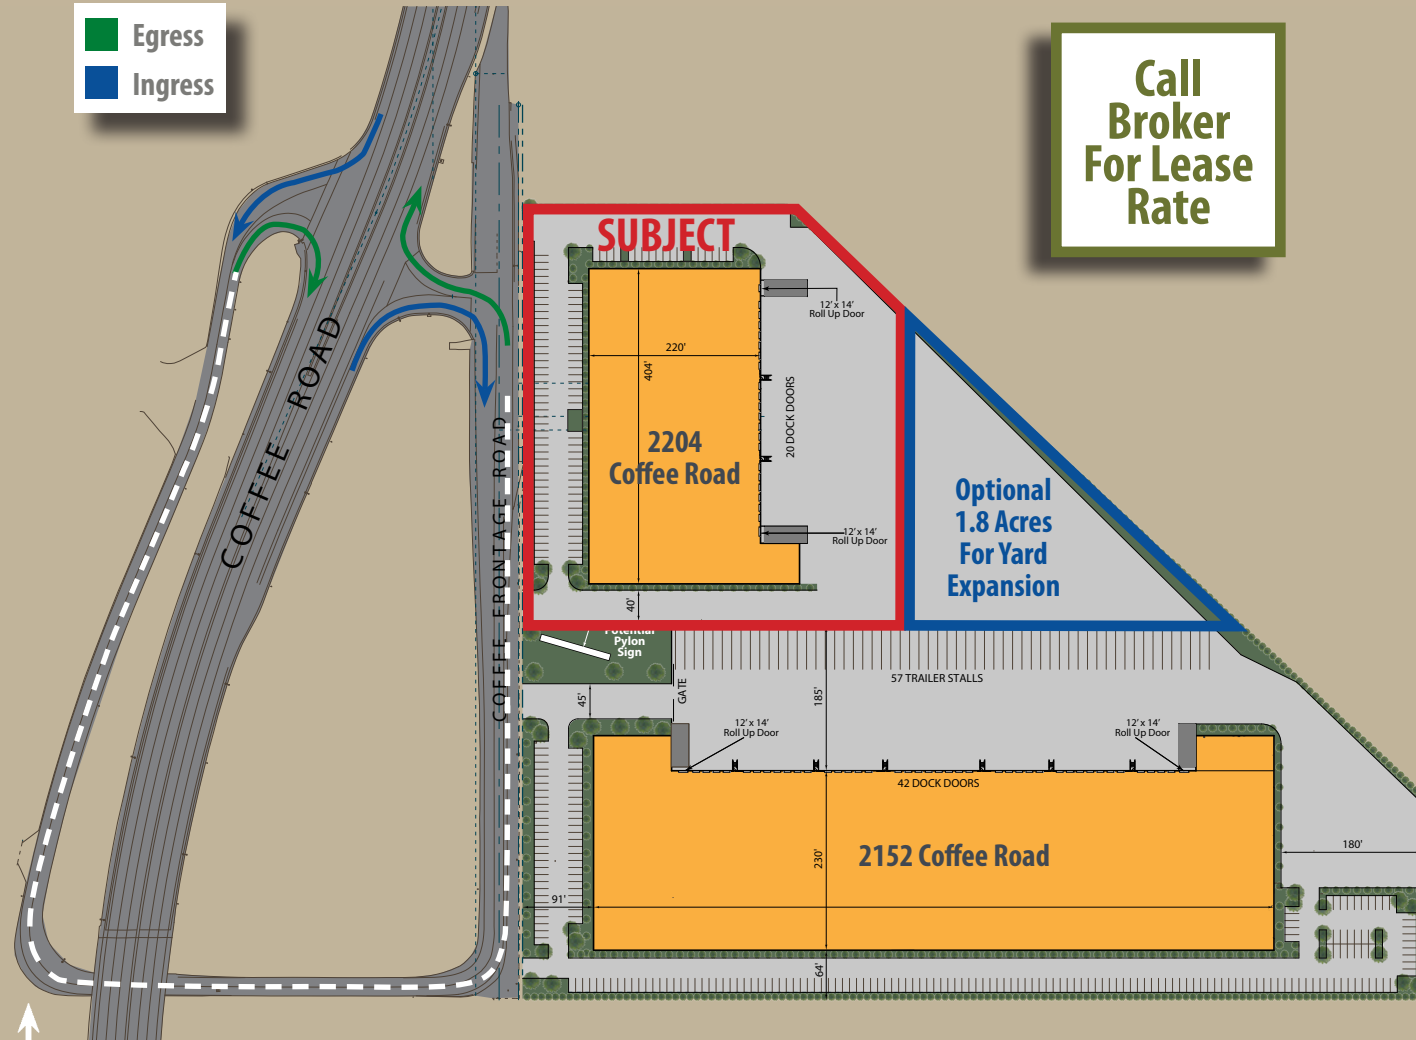 Egress
Ingress
Call
Broker
For Lease
Rate
SUBJECT
12' x 14'
Roll Up Door
220'
404'
20 DOCK DOORS
2204
Coffee Road
12' x 14'
Roll Up Door
40'
Optional
1.8 Acres
For Yard
Expansion
COFFEE ROAD
COFFEE FRONTAGE ROAD
Potential
Pylon
Sign
45'
GATE
57 TRAILER STALLS
185'
12' x 14'
Roll Up Door
12' x 14'
Roll Up Door
42 DOCK DOORS
230'
2152 Coffee Road
180'
91'
64'